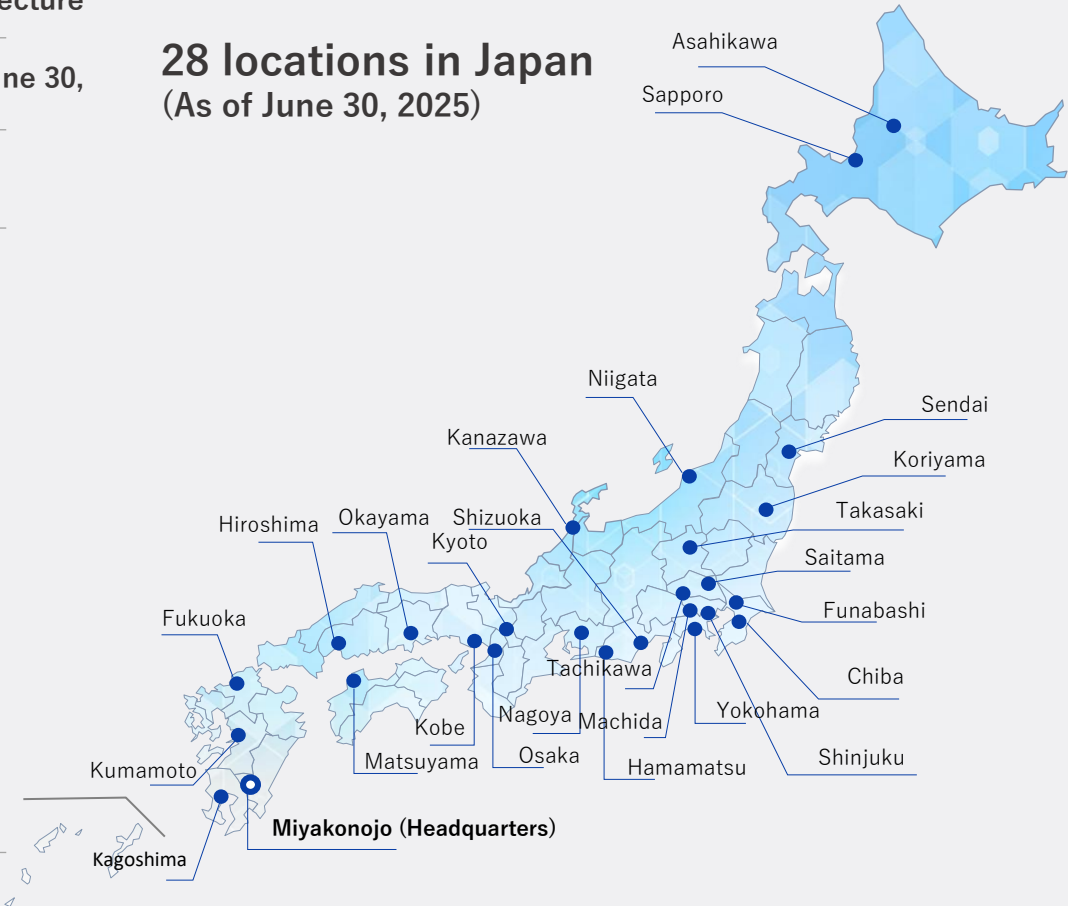 ecture
ne 30,
28 locations in Japan
(As of June 30, 2025)
Asahikawa
Sapporo
Niigata
Sendai
Kanazawa
Koriyama
Takasaki
Hiroshima
Okayama
Shizuoka
Kyoto
Saitama
Fukuoka
Funabashi
Tachikawa
Chiba
Kobe
Nagoya
Machida
Yokohama
Matsuyama
Osaka
Hamamatsu
Shinjuku
Kumamoto
Miyakonojo (Headquarters)
Kagoshima